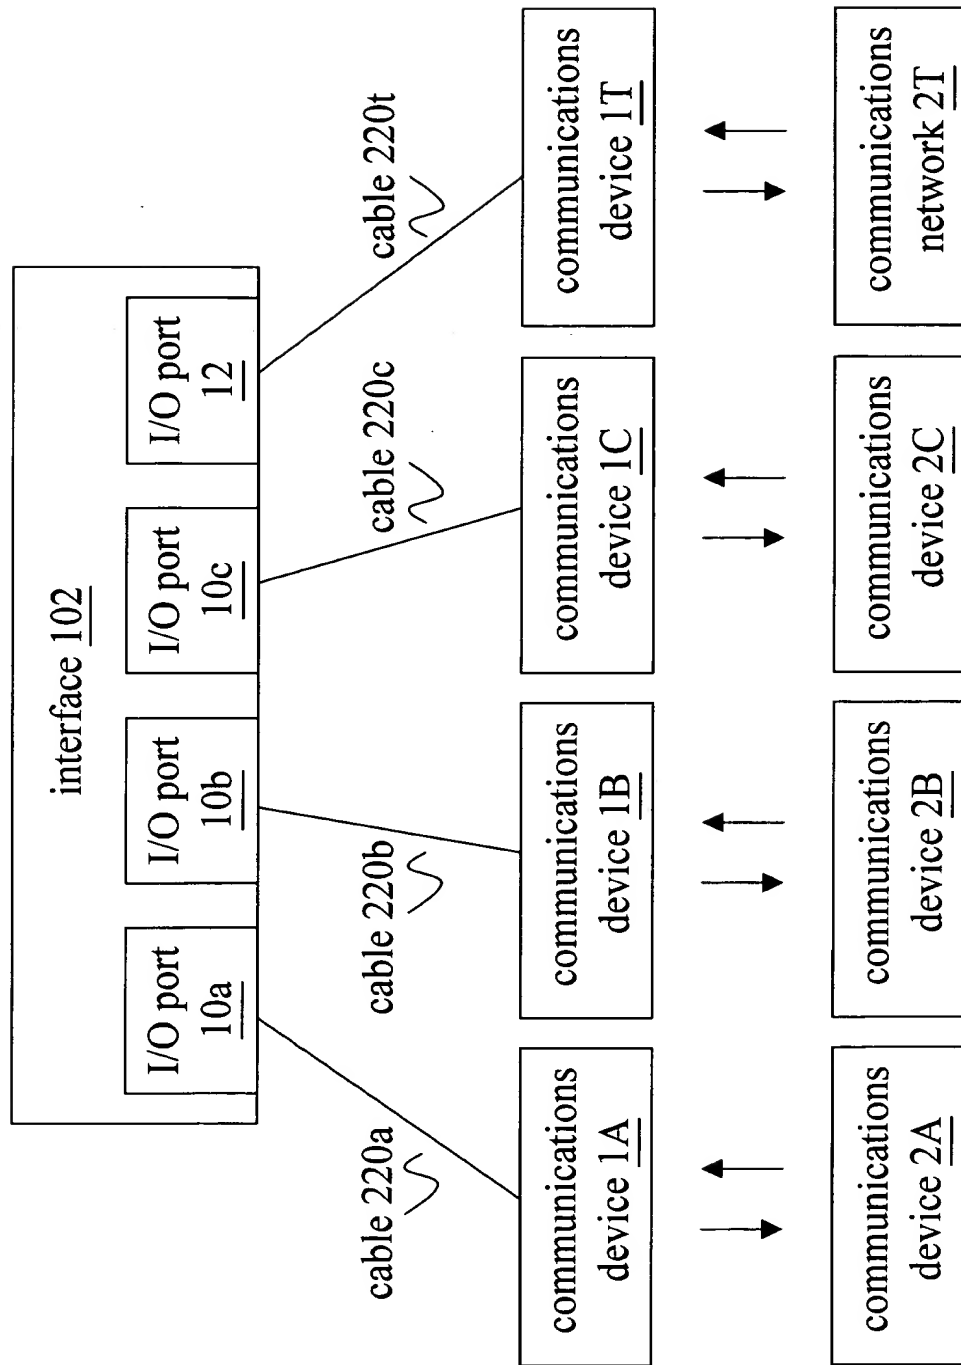 interface 102
I/O port
10a
I/O port
10b
I/O port
10c
I/O port
12
cable 220a
cable 220b
cable 220c
cable 220t
communications
device 1A
communications
device 1B
communications
device 1C
communications
device 1T
communications
device 2A
communications
device 2B
communications
device 2C
communications
network 2T